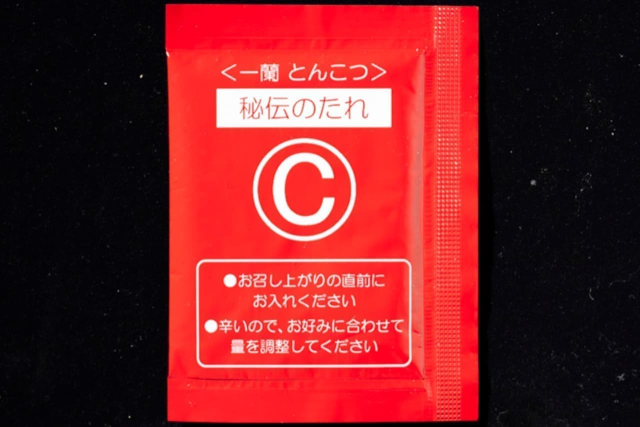 ＜一蘭 とんこつ＞
秘伝のたれ
Ⓒ
●お召し上がりの直前に
お入れください
●辛いので、お好みに合わせて
量を調整してください